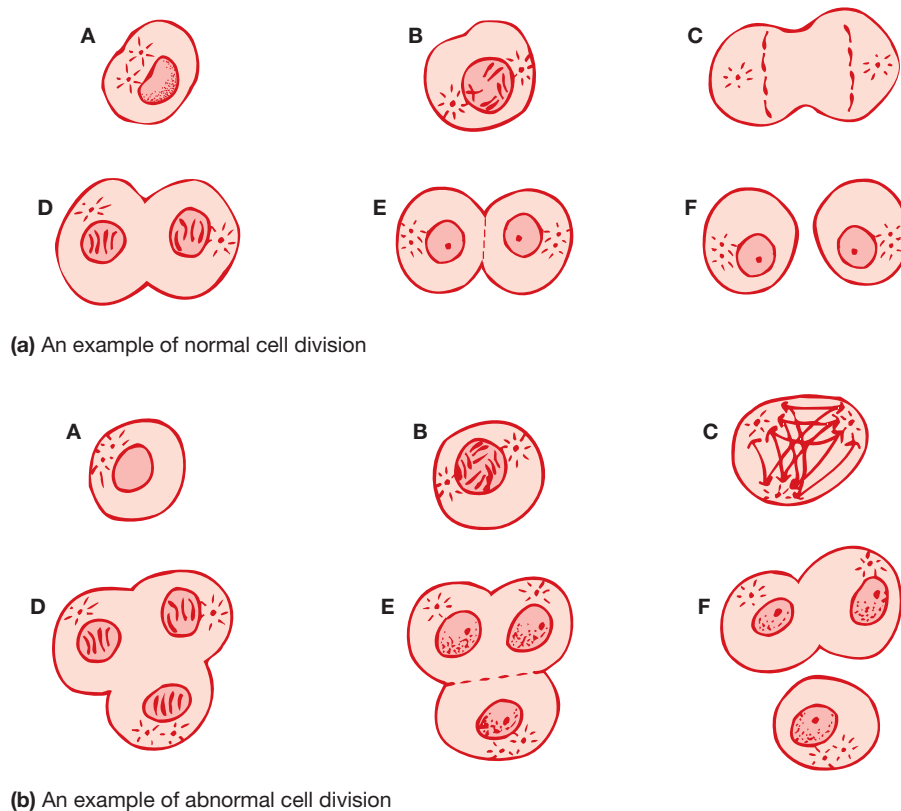 A
B
C
D
E
F
(a) An example of normal cell division
A
B
C
D
E
F
(b) An example of abnormal cell division